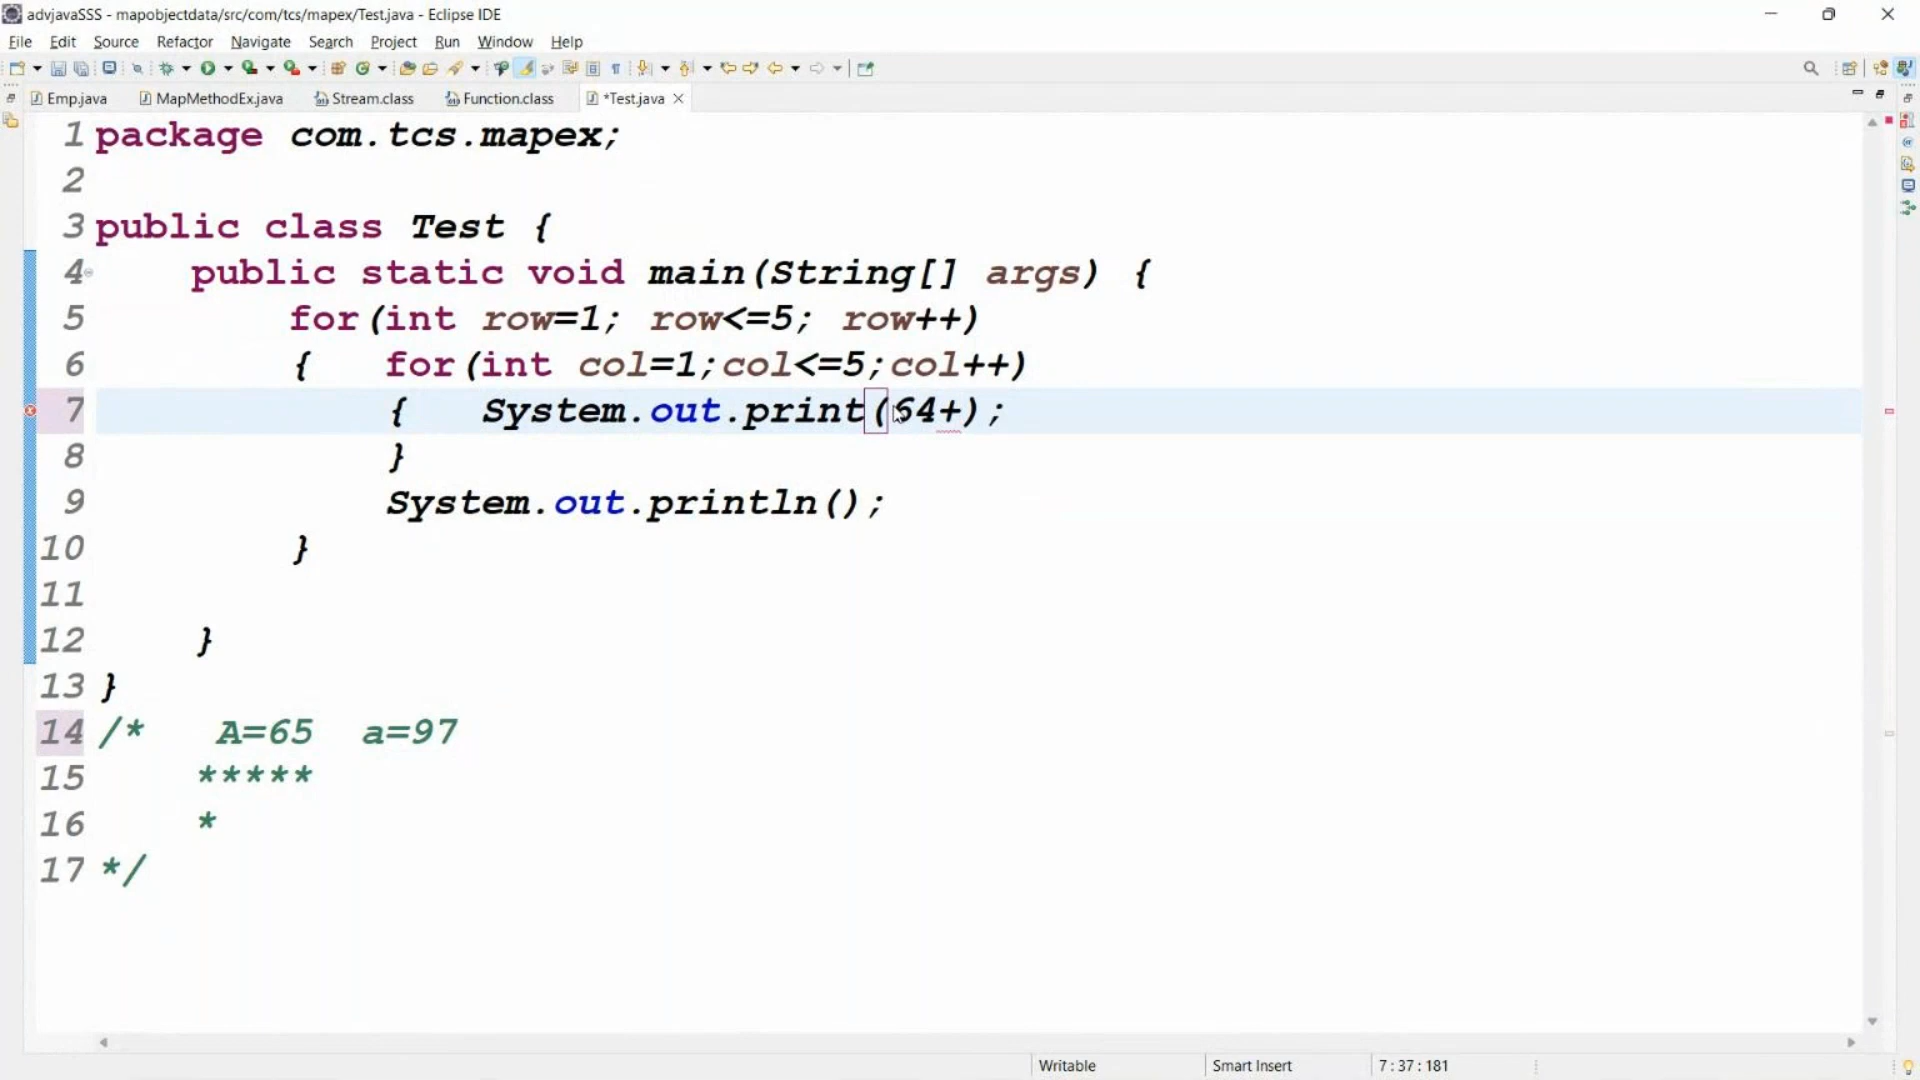 advjavaSSS - mapobjectdata/src/com/tcs/mapex/Test.java - Eclipse IDE
File Edit Source Refactor Navigate Search Project Run Window Help
Emp.java MapMethodEx.java Stream.class Function.class *Test.java
1 package com.tcs.mapex;
2
3 public class Test {
4 public static void main(String[] args) {
5 for(int row=1; row<=5; row++)
6 { for(int col=1;col<=5;col++)
7 { System.out.print(64+);
8 }
9 System.out.println();
10 }
11
12 }
13 }
14 /* A=65 a=97
15 *****
16 *
17 */
Writable Smart Insert 7:37:181